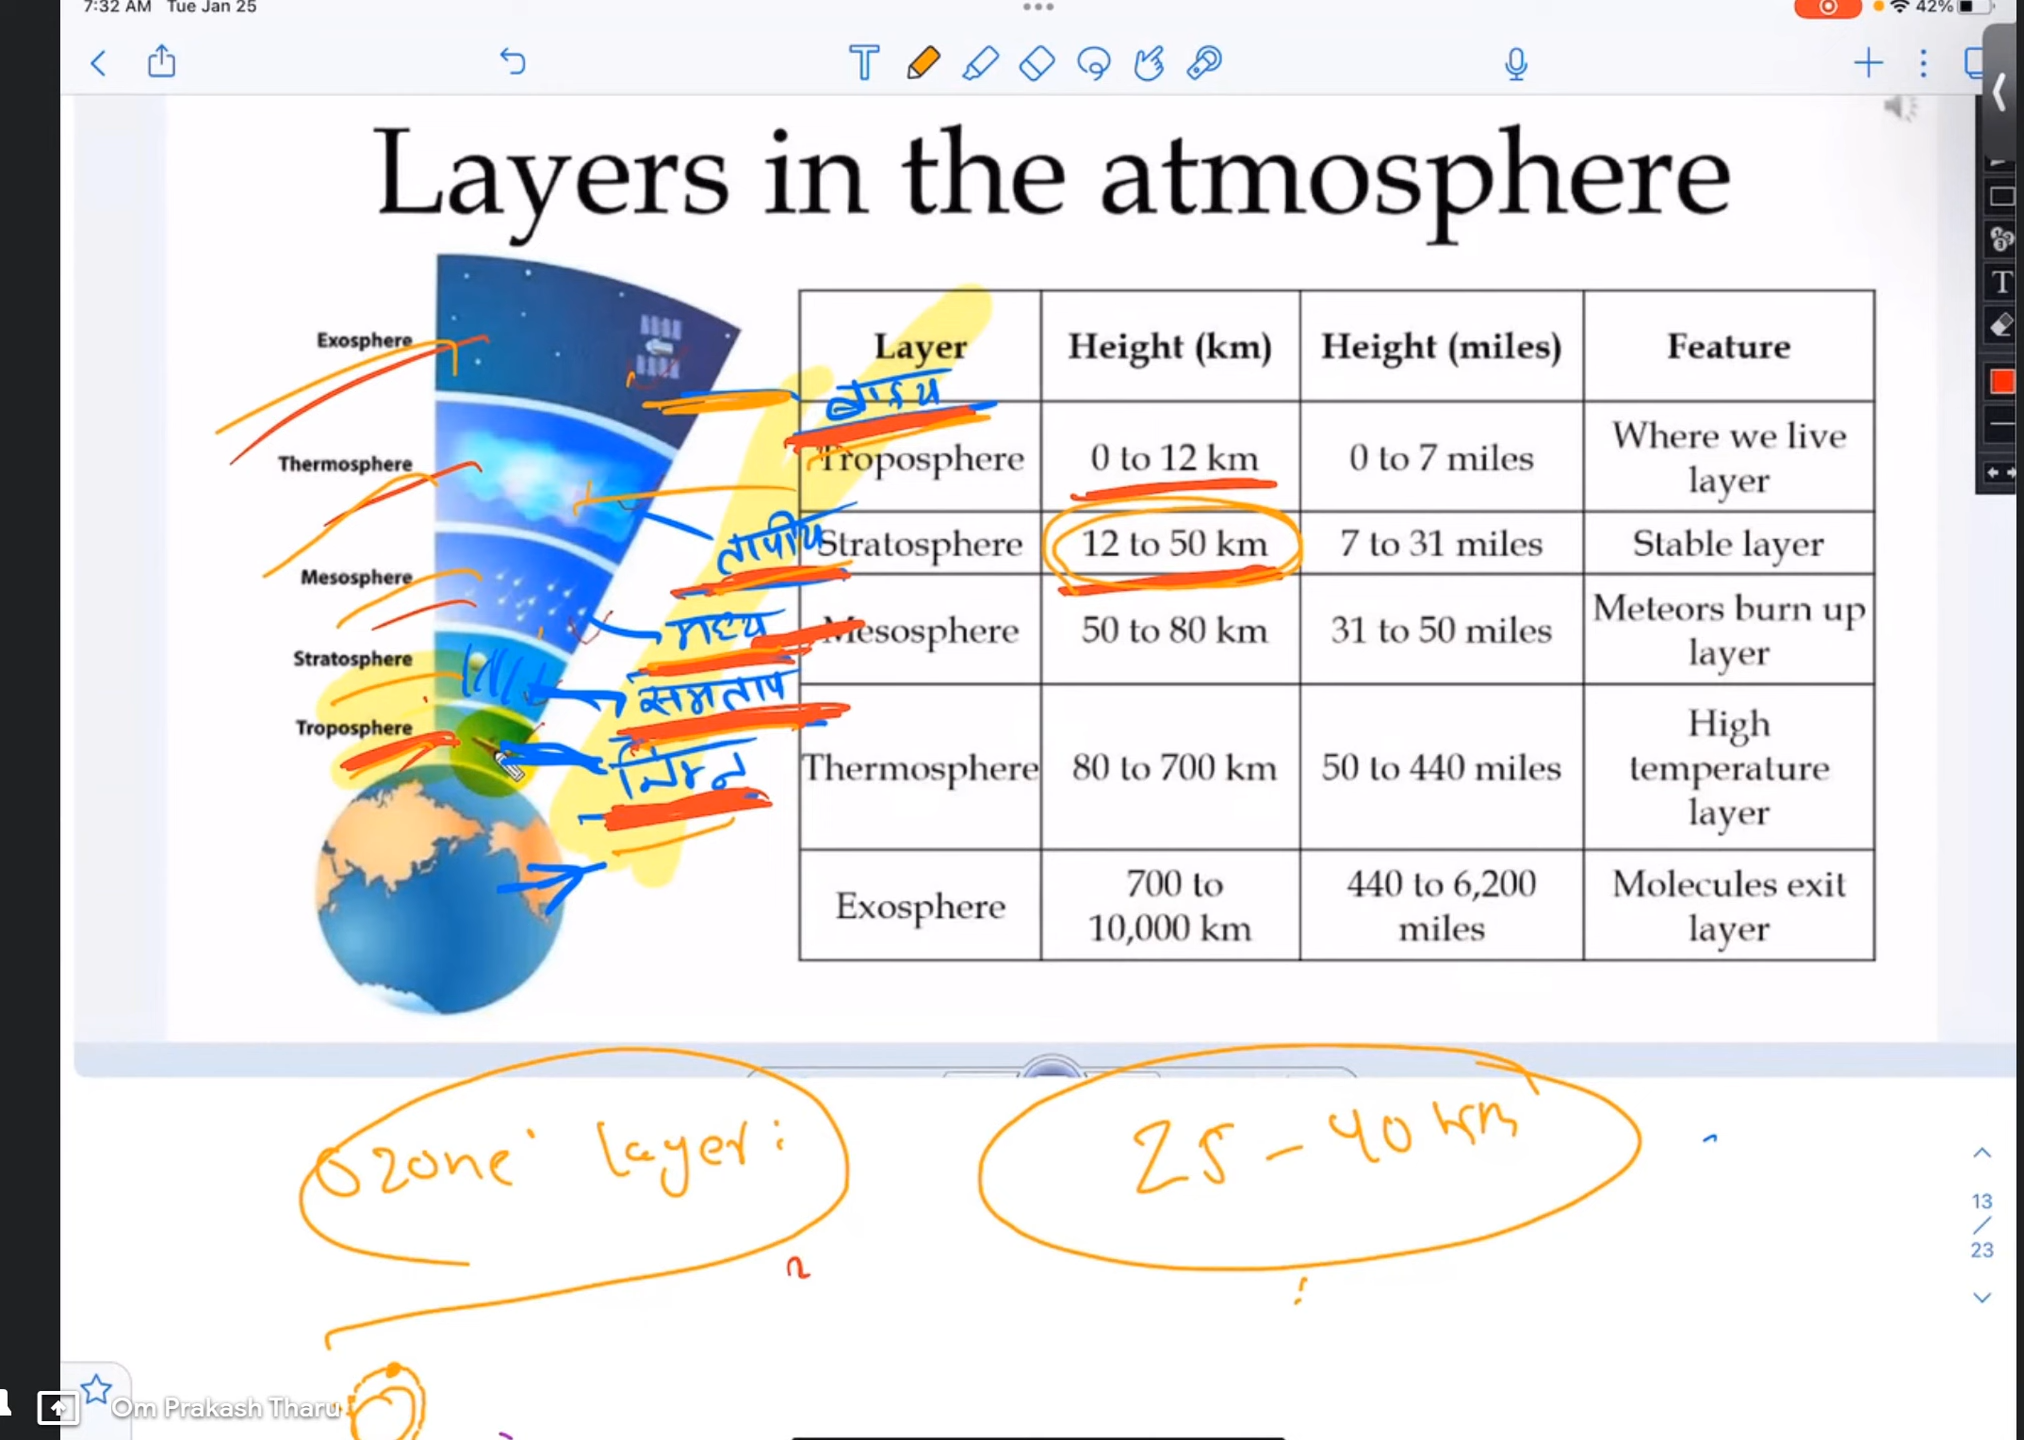 7:32 AM Tue Jan 25
42%
Layers in the atmosphere
Exosphere
Thermosphere
Mesosphere
Stratosphere
Troposphere
तापीय
मध्य
समताप
Layer Height (km) Height (miles) Feature
Troposphere 0 to 12 km 0 to 7 miles Where we live layer
Stratosphere 12 to 50 km 7 to 31 miles Stable layer
Mesosphere 50 to 80 km 31 to 50 miles Meteors burn up layer
Thermosphere 80 to 700 km 50 to 440 miles High temperature layer
Exosphere 700 to 10,000 km 440 to 6,200 miles Molecules exit layer
Ozone layer: 25 - 40 km
13
/
23
Om Prakash Tharu